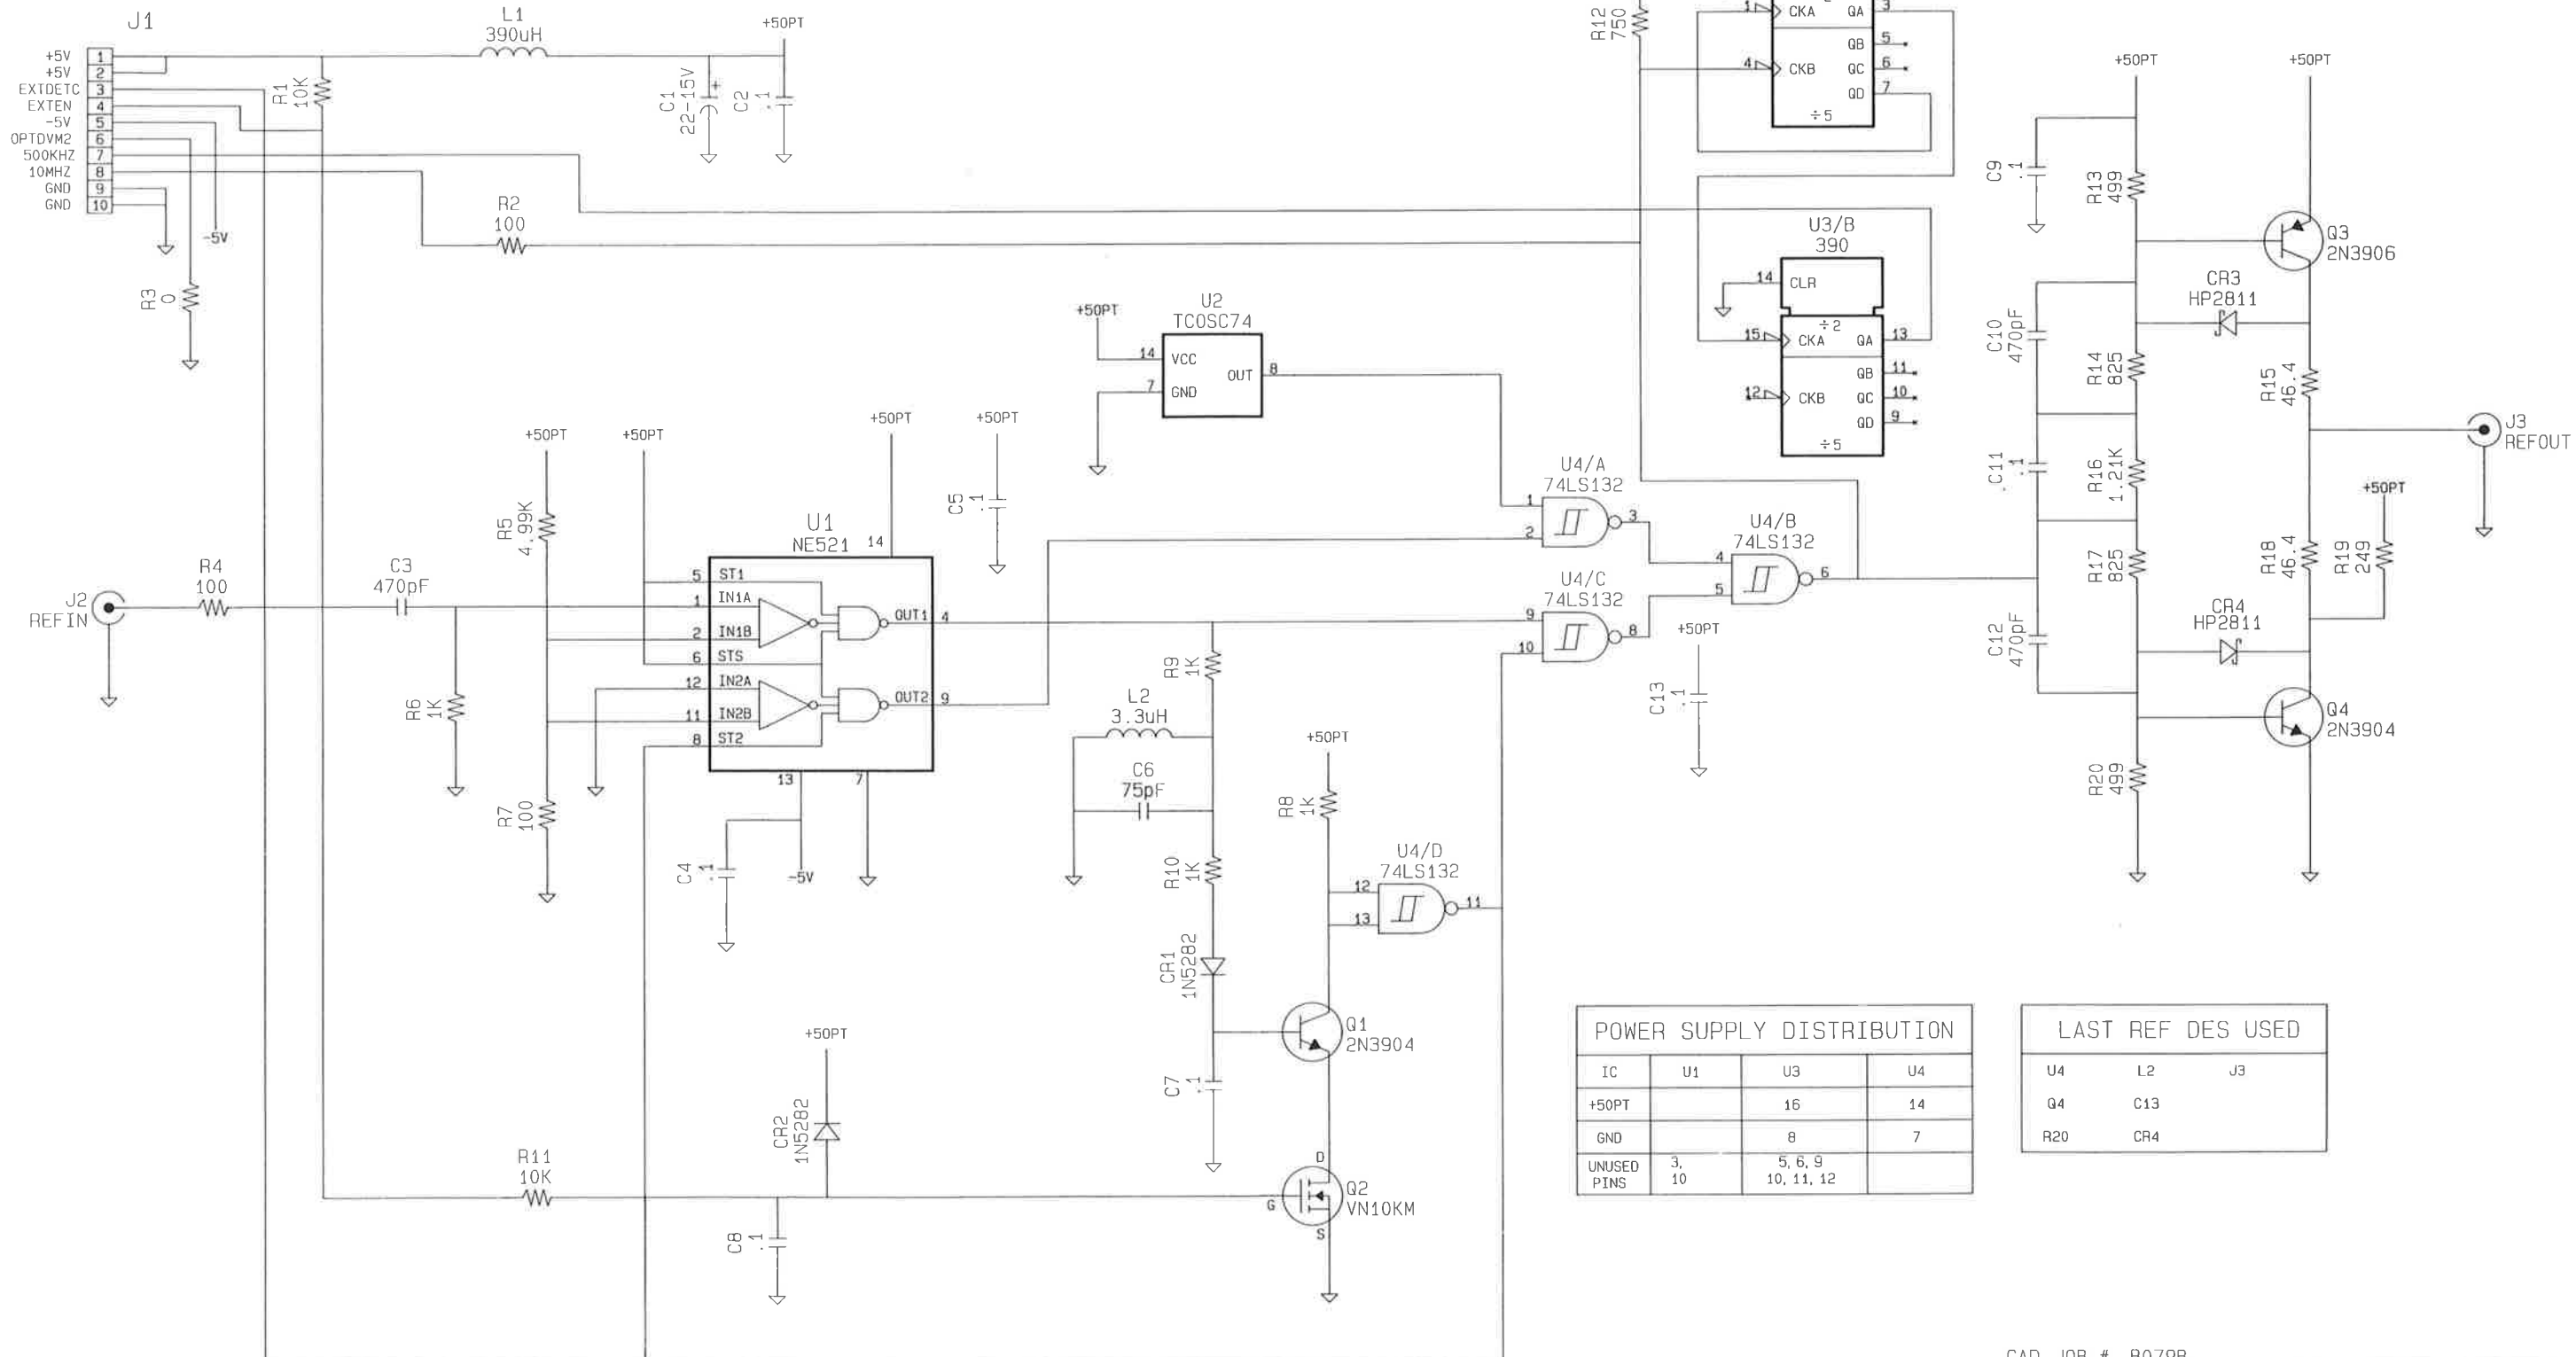 J1
+5V 1
+5V 2
EXTDETC 3
EXTEN 4
-5V 5
OPTDVM2 6
500KHZ 7
10MHZ 8
GND 9
GND 10
-5V
R1
10K
L1
390uH
+50PT
C1
22-15V
+
C2
.1
R2
100
R3
0
R12
750
1 CKA QA 3
QB 5
4 CKB QC 6
QD 7
÷5
U3/B
390
14 CLR
÷2
15 CKA QA 13
QB 11
12 CKB QC 10
QD 9
÷5
+50PT
U2
TCOSC74
14 VCC
OUT 8
7 GND
+50PT
+50PT
+50PT
+50PT
R5
4.99K
C5
.1
U1
NE521
14
5 ST1
1 IN1A
OUT1 4
2 IN1B
6 STS
12 IN2A
OUT2 9
11 IN2B
8 ST2
13
7
J2
REFIN
R4
100
C3
470pF
R6
1K
R7
100
C4
.1
-5V
R9
1K
L2
3.3uH
C6
75pF
R10
1K
CR1
1N5282
C7
.1
+50PT
R8
1K
U4/D
74LS132
12
13
11
Q1
2N3904
D
G
S
Q2
VN10KM
+50PT
CR2
1N5282
R11
10K
C8
.1
U4/A
74LS132
1
2
3
U4/C
74LS132
9
10
8
U4/B
74LS132
4
5
6
+50PT
C13
.1
+50PT
+50PT
C9
.1
R13
499
Q3
2N3906
CR3
HP2811
C10
470pF
R14
825
R15
46.4
J3
REFOUT
C11
.1
R16
1.21K
+50PT
R17
825
R18
46.4
R19
249
CR4
HP2811
C12
470pF
Q4
2N3904
R20
499
POWER SUPPLY DISTRIBUTION
IC U1 U3 U4
+50PT 16 14
GND 8 7
UNUSED PINS 3, 10 5, 6, 9 10, 11, 12
LAST REF DES USED
U4 L2 J3
Q4 C13
R20 CR4